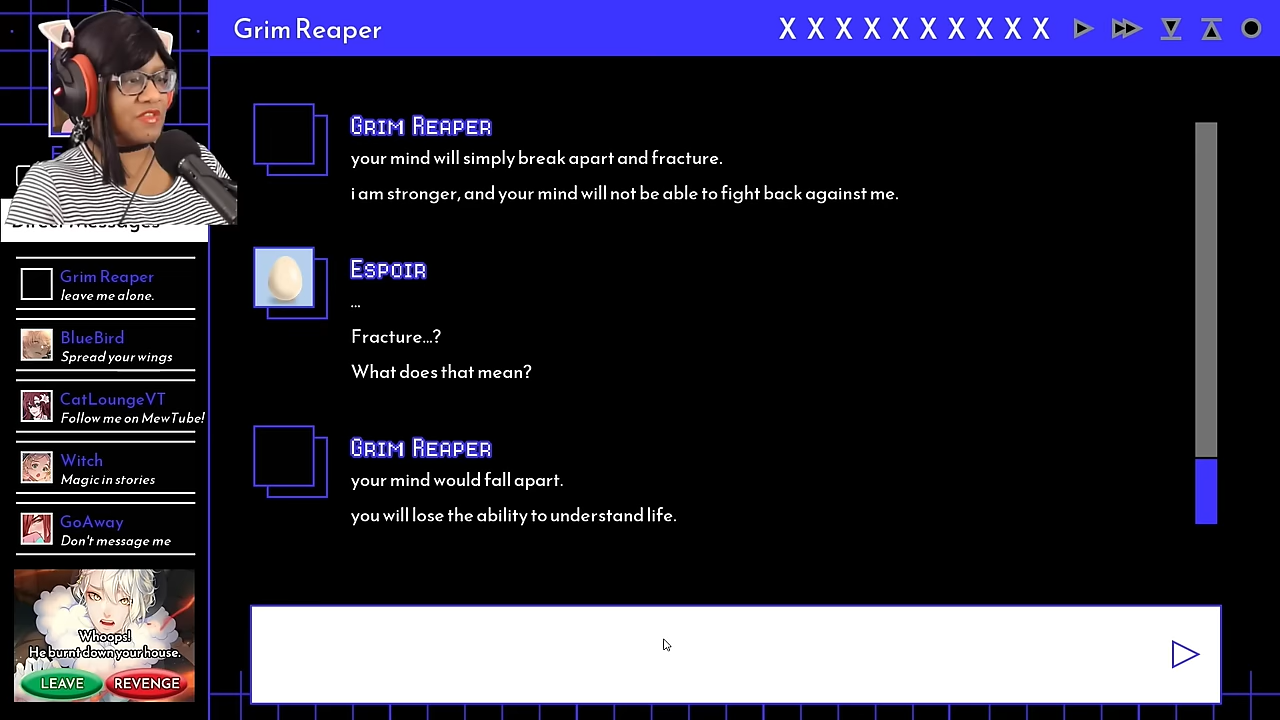 Grim Reaper
X X X X X X X X X X
Grim Reaper
your mind will simply break apart and fracture.
i am stronger, and your mind will not be able to fight back against me.
Espoir
...
Fracture...?
What does that mean?
Grim Reaper
your mind would fall apart.
you will lose the ability to understand life.
Direct Messages
Grim Reaper
leave me alone.
BlueBird
Spread your wings
CatLoungeVT
Follow me on MewTube!
Witch
Magic in stories
GoAway
Don't message me
Whoops!
He burnt down your house.
LEAVE
REVENGE